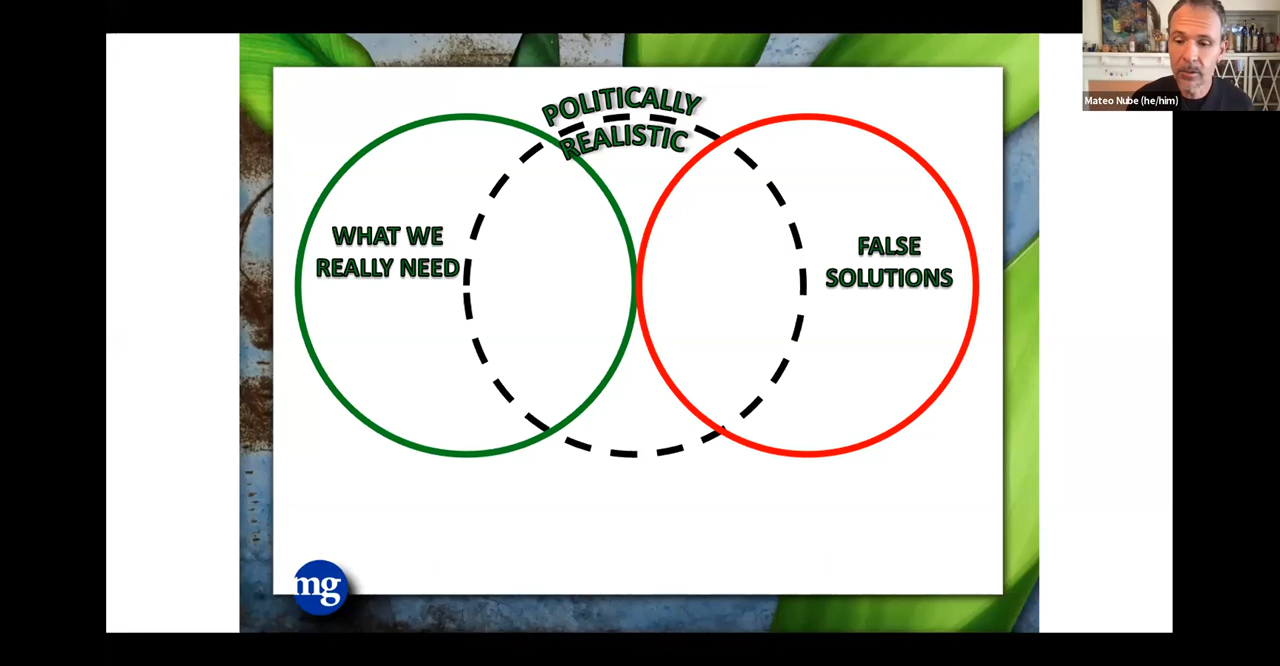 POLITICALLY
REALISTIC
WHAT WE
REALLY NEED
FALSE
SOLUTIONS
mg
Mateo Nube (he/him)